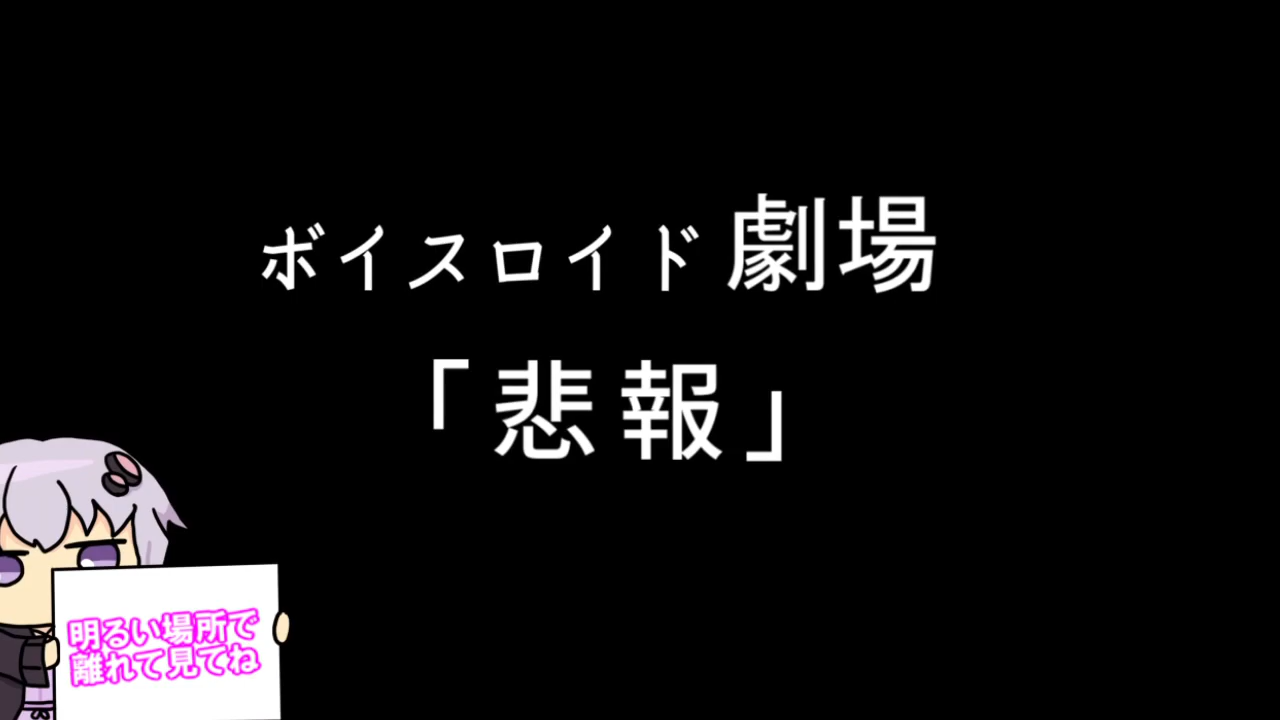 ボイスロイド劇場
「悲報」
明るい場所で
離れて見てね